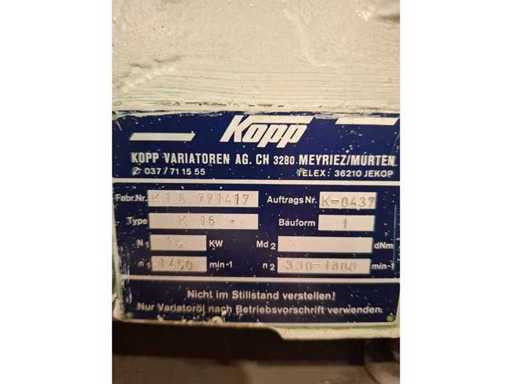 Kopp
KOPP VARIATOREN AG. CH 3280 MEYRIEZ/MURTEN
✆ 037/71 15 55 TELEX: 36210 JEKOP
Fabr.Nr. Auftrags Nr. K-0437
Type K 16 Bauform 1
N1 KW Md2 dNm
n1 1450 min-1 n2 min-1
Nicht im Stillstand verstellen!
Nur Variatoröl nach Betriebsvorschrift verwenden.